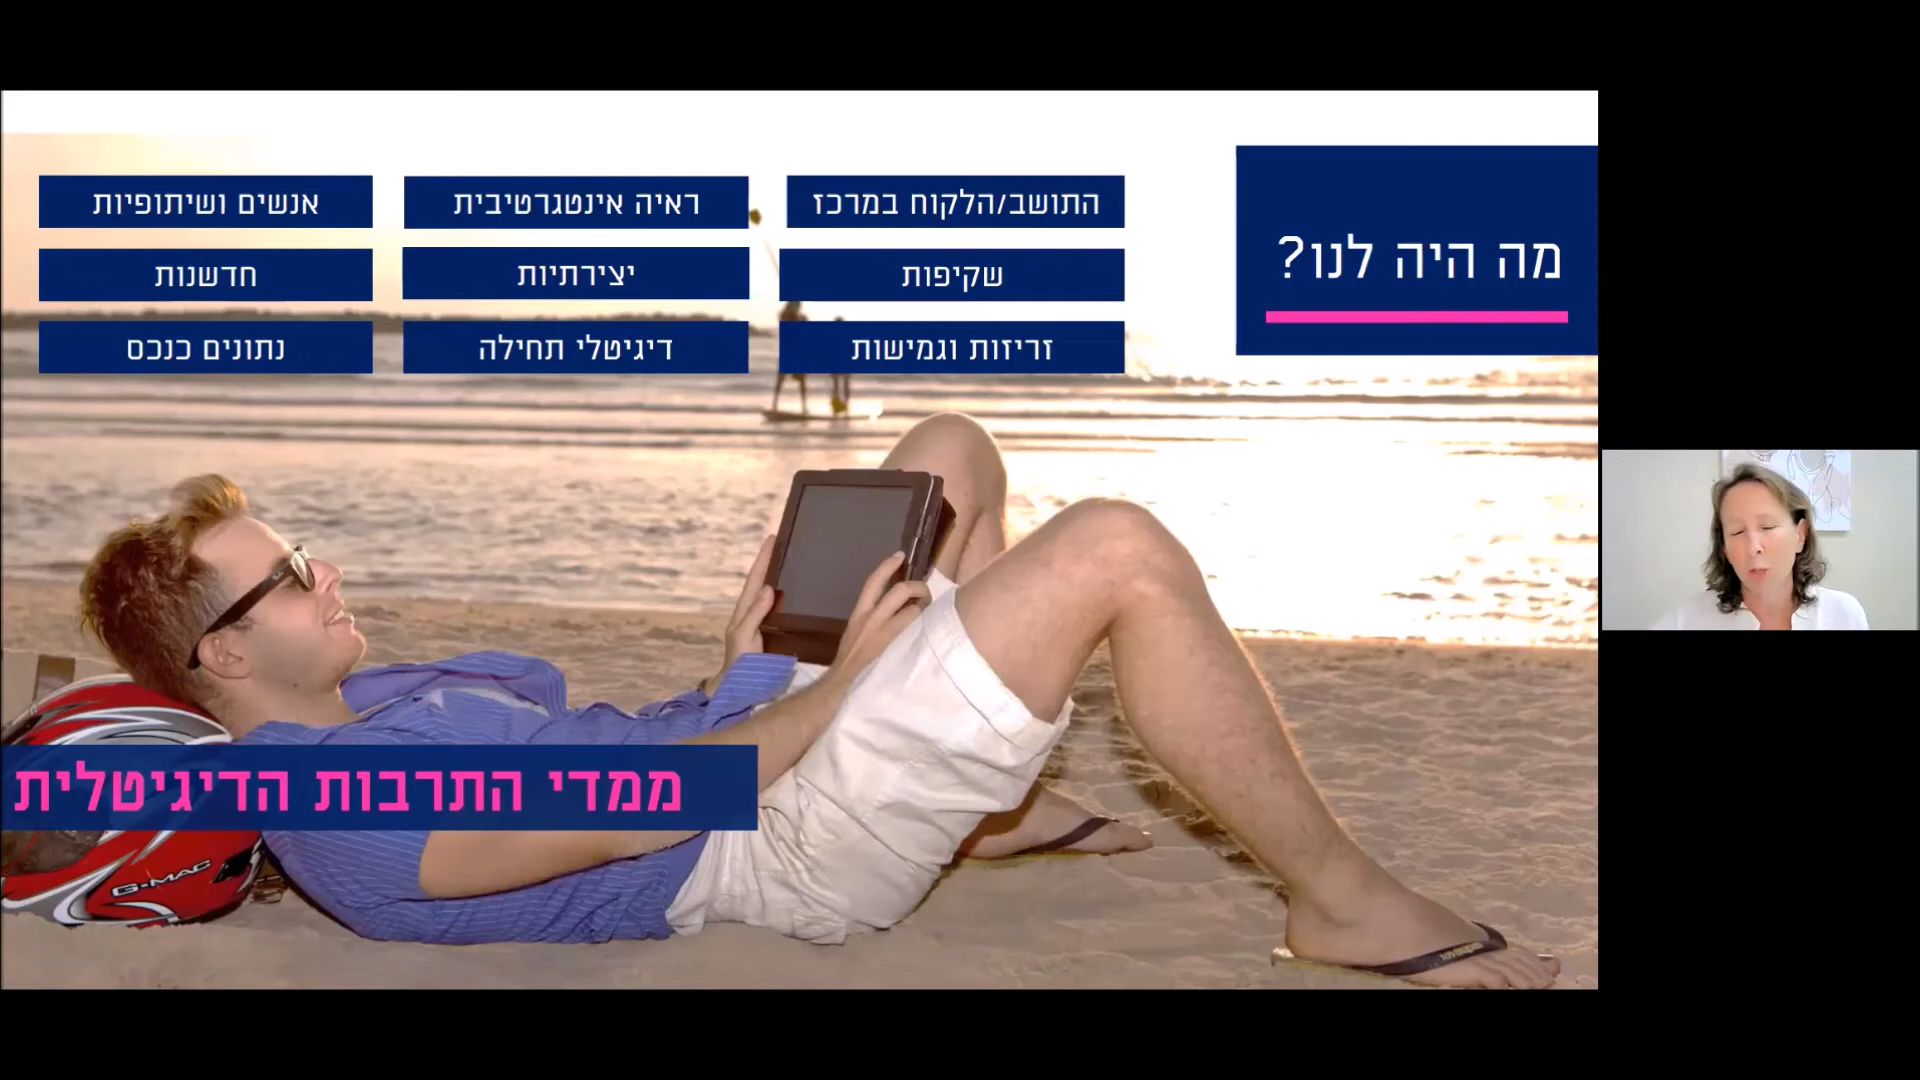 מה היה לנו?
התושב/הלקוח במרכז
ראיה אינטגרטיבית
אנשים ושיתופיות
שקיפות
יצירתיות
חדשנות
זריזות וגמישות
דיגיטלי תחילה
נתונים כנכס
ממדי התרבות הדיגיטלית
G-MAC